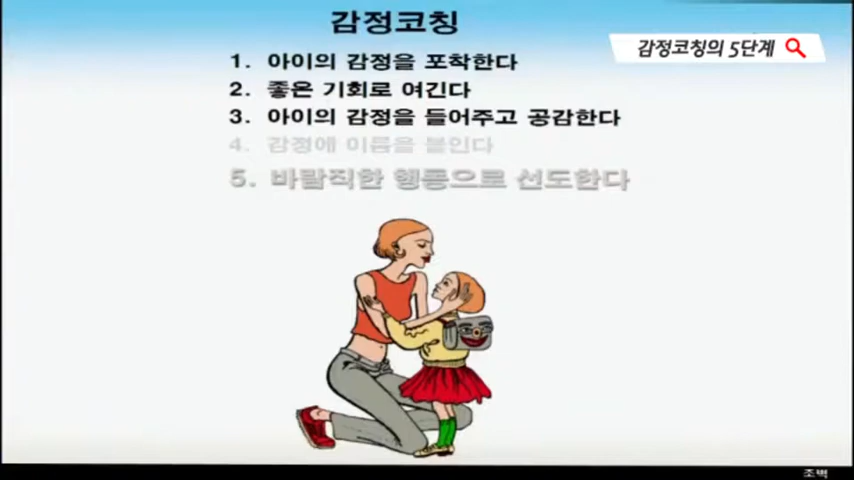 감정코칭
감정코칭의 5단계
1. 아이의 감정을 포착한다
2. 좋은 기회로 여긴다
3. 아이의 감정을 들어주고 공감한다
4. 감정에 이름을 붙인다
5. 바람직한 행동으로 선도한다
조벽